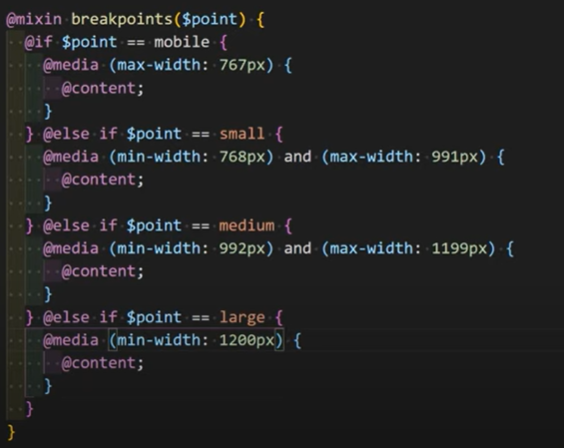 @mixin breakpoints($point) {
  @if $point == mobile {
    @media (max-width: 767px) {
      @content;
    }
  } @else if $point == small {
    @media (min-width: 768px) and (max-width: 991px) {
      @content;
    }
  } @else if $point == medium {
    @media (min-width: 992px) and (max-width: 1199px) {
      @content;
    }
  } @else if $point == large {
    @media (min-width: 1200px) {
      @content;
    }
  }
}